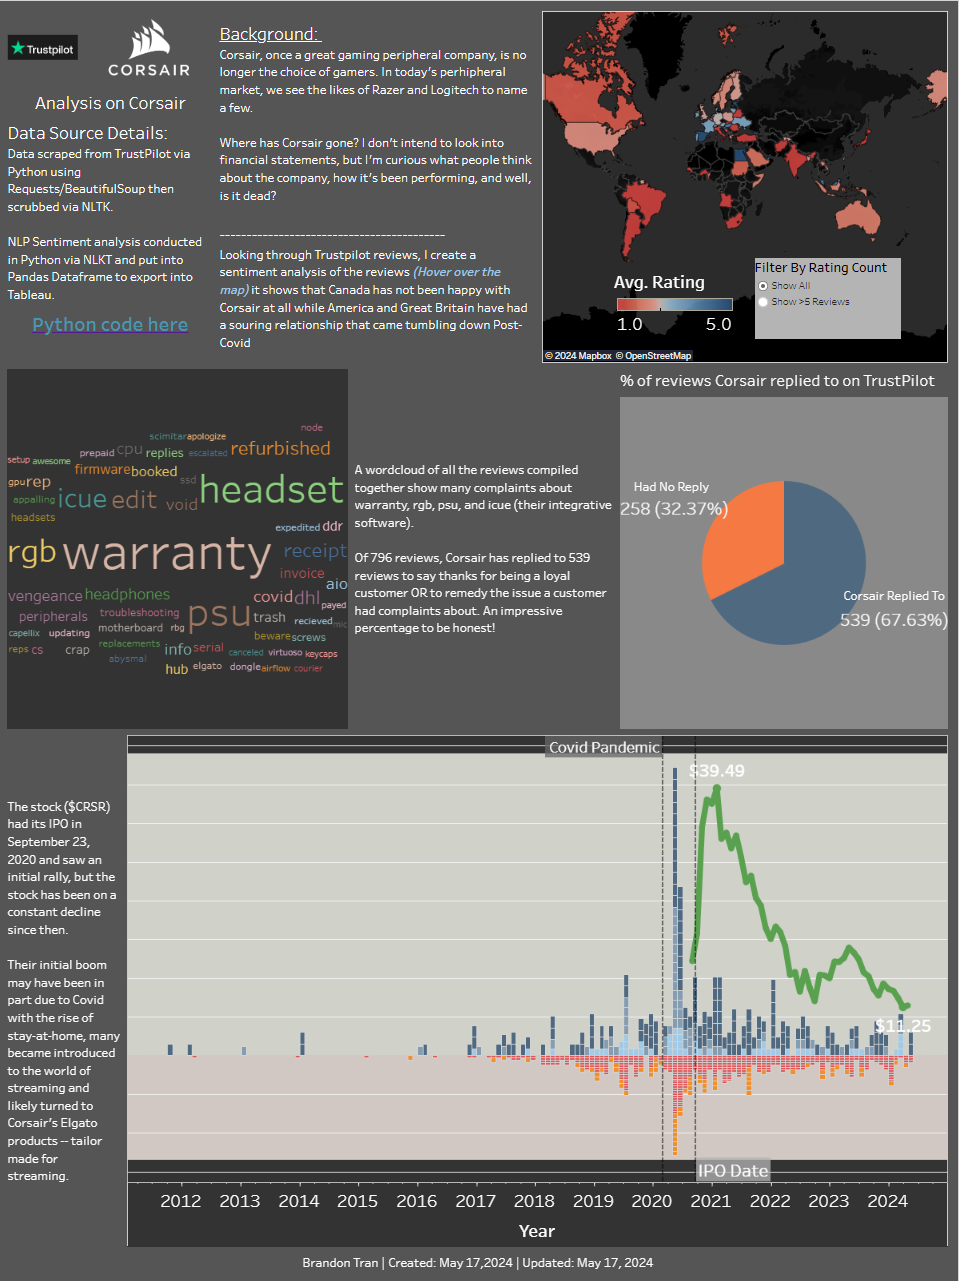 Trustpilot
CORSAIR
Analysis on Corsair
Data Source Details:
Data scraped from TrustPilot via
Python using
Requests/BeautifulSoup then
scrubbed via NLTK.
NLP Sentiment analysis conducted
in Python via NLKT and put into
Pandas Dataframe to export into
Tableau.
Python code here
Background:
Corsair, once a great gaming peripheral company, is no
longer the choice of gamers. In today's perhipheral
market, we see the likes of Razer and Logitech to name
a few.
Where has Corsair gone? I don't intend to look into
financial statements, but I'm curious what people think
about the company, how it's been performing, and well,
is it dead?
------------------------------------------
Looking through Trustpilot reviews, I create a
sentiment analysis of the reviews (Hover over the
map) it shows that Canada has not been happy with
Corsair at all while America and Great Britain have had
a souring relationship that came tumbling down Post-
Covid
Avg. Rating
1.0 5.0
Filter By Rating Count
Show All
Show >5 Reviews
© 2024 Mapbox © OpenStreetMap
node
scimitar apologize
prepaid cpu replies escalated refurbished
setup awesome
firmware booked
gpu rep ssd headset
appalling icue edit void
headsets
expedited ddr
rgb warranty receipt
invoice
aio
vengeance headphones covid dhl payed
peripherals troubleshooting psu trash recieved mic
capellix updating motherboard rbg
beware screws
reps cs crap replacements info serial canceled virtuoso keycaps
abysmal
hub elgato dongle airflow courier
A wordcloud of all the reviews compiled
together show many complaints about
warranty, rgb, psu, and icue (their integrative
software).
Of 796 reviews, Corsair has replied to 539
reviews to say thanks for being a loyal
customer OR to remedy the issue a customer
had complaints about. An impressive
percentage to be honest!
% of reviews Corsair replied to on TrustPilot
Had No Reply
258 (32.37%)
Corsair Replied To
539 (67.63%)
The stock ($CRSR)
had its IPO in
September 23,
2020 and saw an
initial rally, but the
stock has been on a
constant decline
since then.
Their initial boom
may have been in
part due to Covid
with the rise of
stay-at-home, many
became introduced
to the world of
streaming and
likely turned to
Corsair's Elgato
products -- tailor
made for
streaming.
Covid Pandemic
$39.49
$11.25
IPO Date
2012 2013 2014 2015 2016 2017 2018 2019 2020 2021 2022 2023 2024
Year
Brandon Tran | Created: May 17,2024 | Updated: May 17, 2024